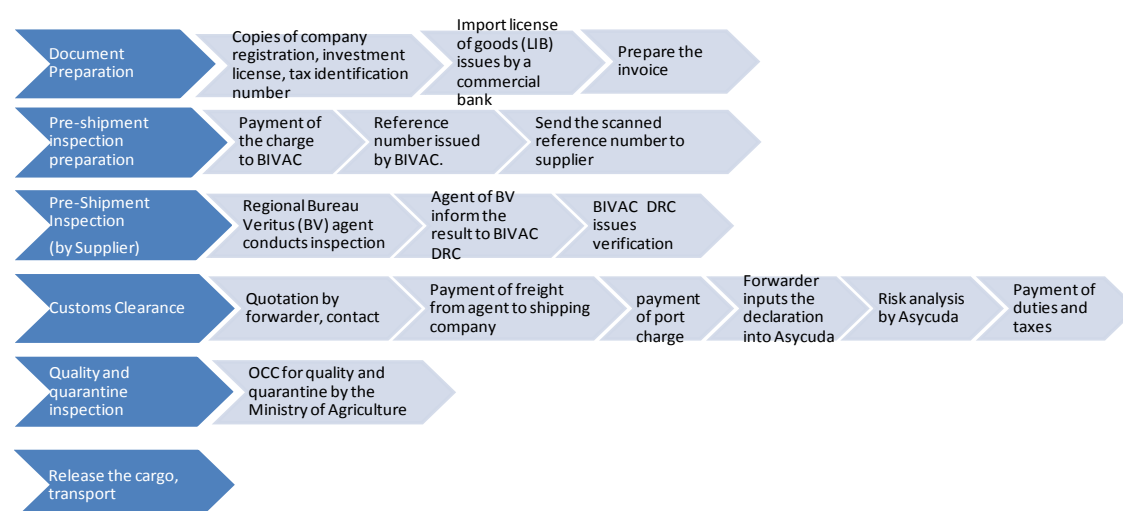 Document
Preparation
Copies of company
registration, investment
license, tax identification
number
Import license
of goods (LIB)
issues by a
commercial
bank
Prepare the
invoice
Pre-shipment
inspection
preparation
Payment of
the charge
to BIVAC
Reference
number issued
by BIVAC.
Send the scanned
reference number to
supplier
Pre-Shipment
Inspection
(by Supplier)
Regional Bureau
Veritus (BV) agent
conducts inspection
Agent of BV
inform the
result to BIVAC
DRC
BIVAC DRC
issues
verification
Customs Clearance
Quotation by
forwarder, contact
Payment of freight
from agent to shipping
company
payment
of port
charge
Forwarder
inputs the
declaration
into Asycuda
Risk analysis
by Asycuda
Payment of
duties and
taxes
Quality and
quarantine
inspection
OCC for quality and
quarantine by the
Ministry of Agriculture
Release the cargo,
transport